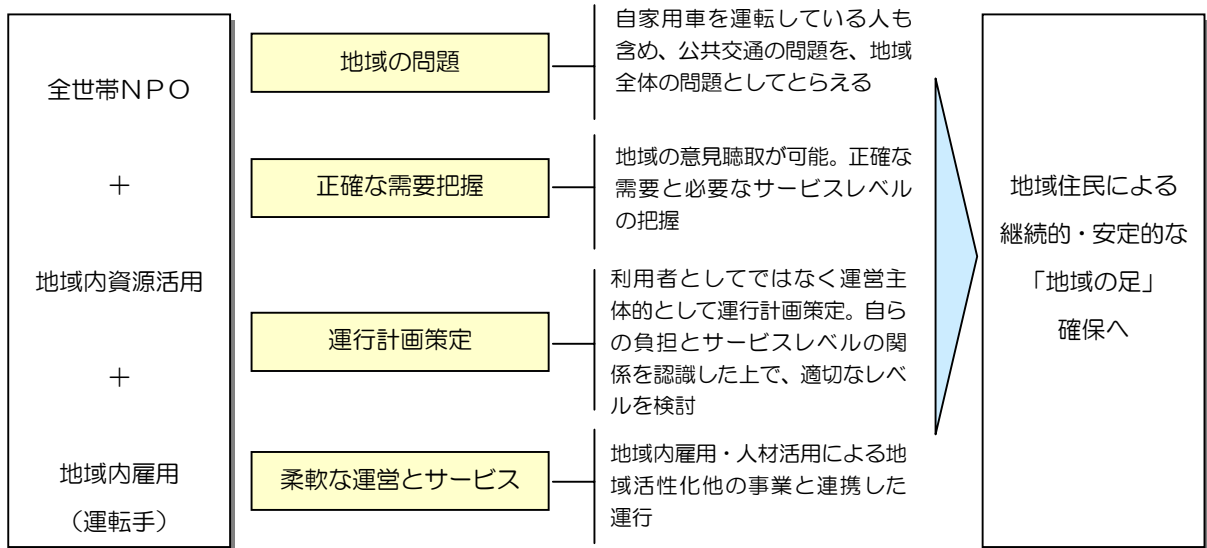 全世帯NPO
＋
地域内資源活用
＋
地域内雇用
（運転手）
地域の問題
自家用車を運転している人も
含め、公共交通の問題を、地域
全体の問題としてとらえる
正確な需要把握
地域の意見聴取が可能。正確な
需要と必要なサービスレベル
の把握
運行計画策定
利用者としてではなく運営主
体的として運行計画策定。自ら
の負担とサービスレベルの関
係を認識した上で、適切なレベ
ルを検討
柔軟な運営とサービス
地域内雇用・人材活用による地
域活性化他の事業と連携した
運行
地域住民による
継続的・安定的な
「地域の足」
確保へ